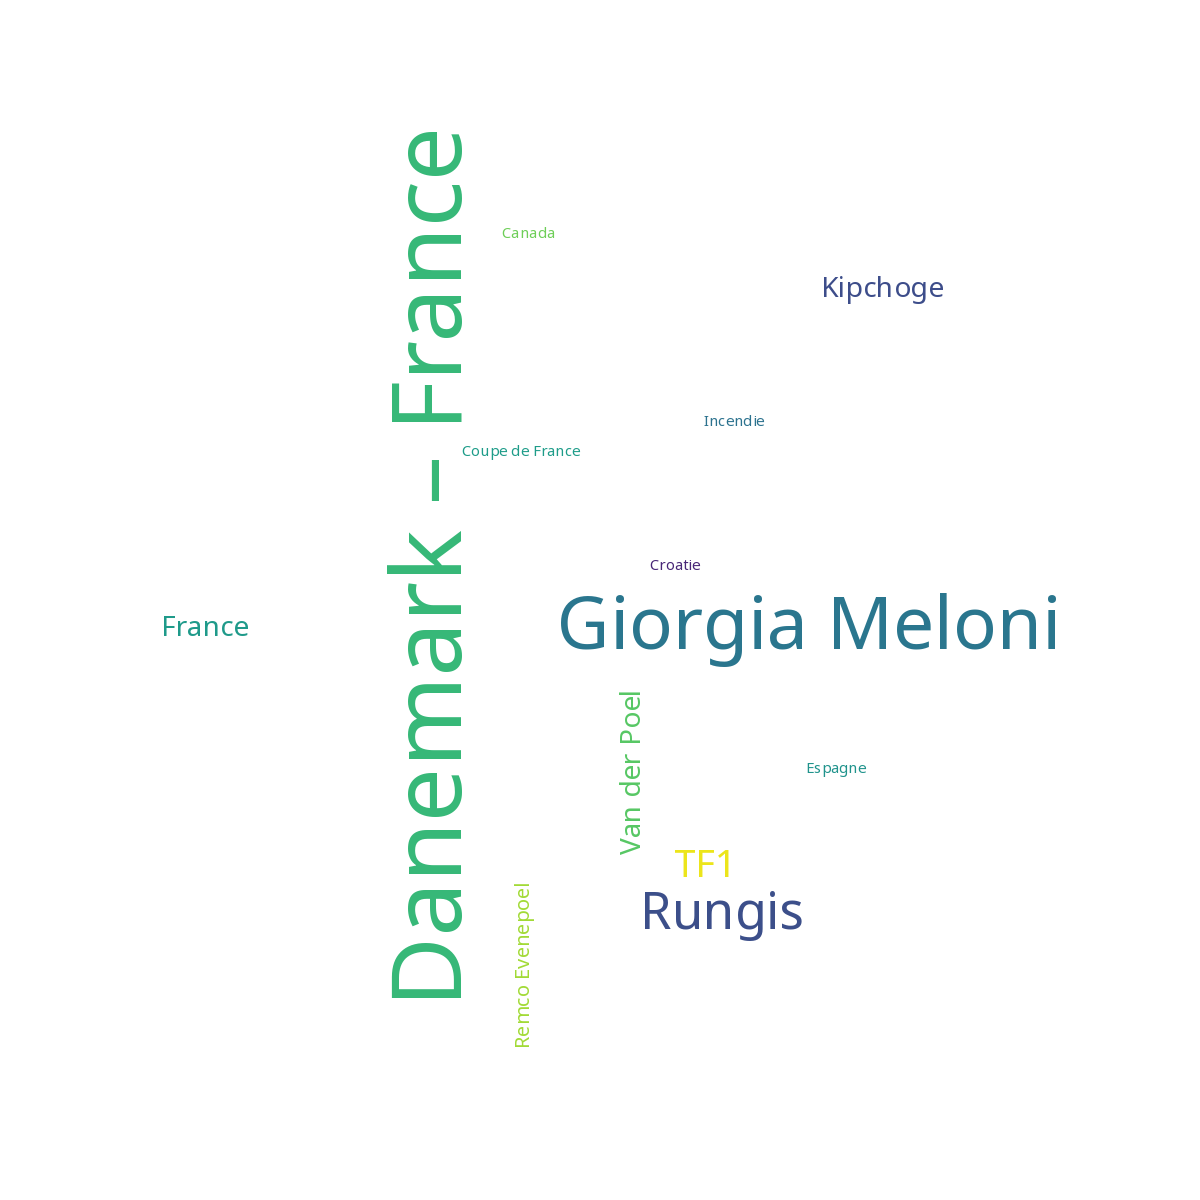 Danemark – France
Canada
Kipchoge
Incendie
Coupe de France
Croatie
France
Giorgia Meloni
Van der Poel
Espagne
TF1
Rungis
Remco Evenepoel